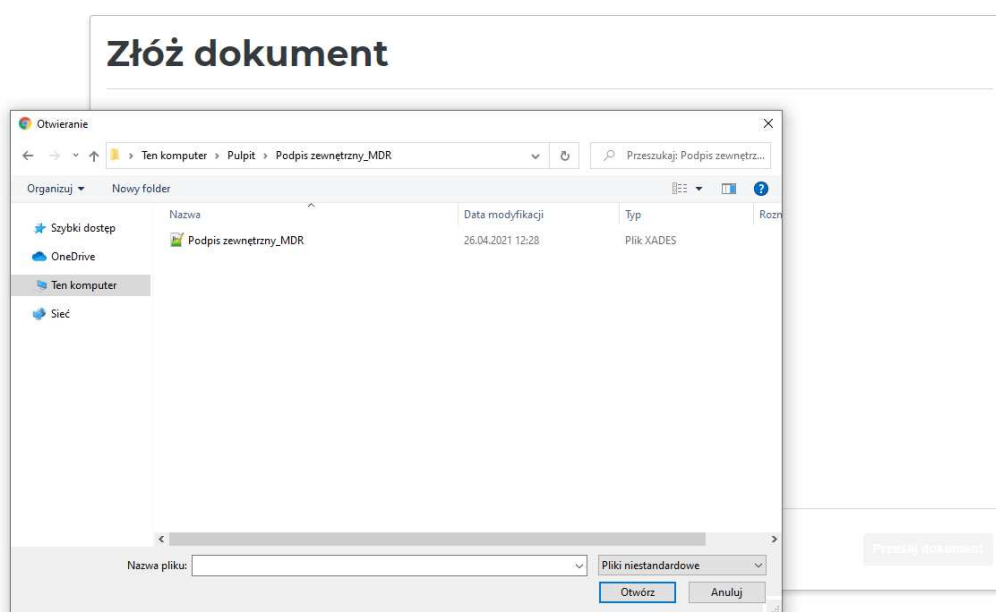 Złóż dokument
Otwieranie
Ten komputer › Pulpit › Podpis zewnętrzny_MDR
Przeszukaj: Podpis zewnętrz...
Organizuj
Nowy folder
Nazwa
Data modyfikacji
Typ
Rozn
Szybki dostęp
OneDrive
Ten komputer
Sieć
Podpis zewnętrzny_MDR
26.04.2021 12:28
Plik XADES
Prześlij dokument
Nazwa pliku:
Pliki niestandardowe
Otwórz
Anuluj